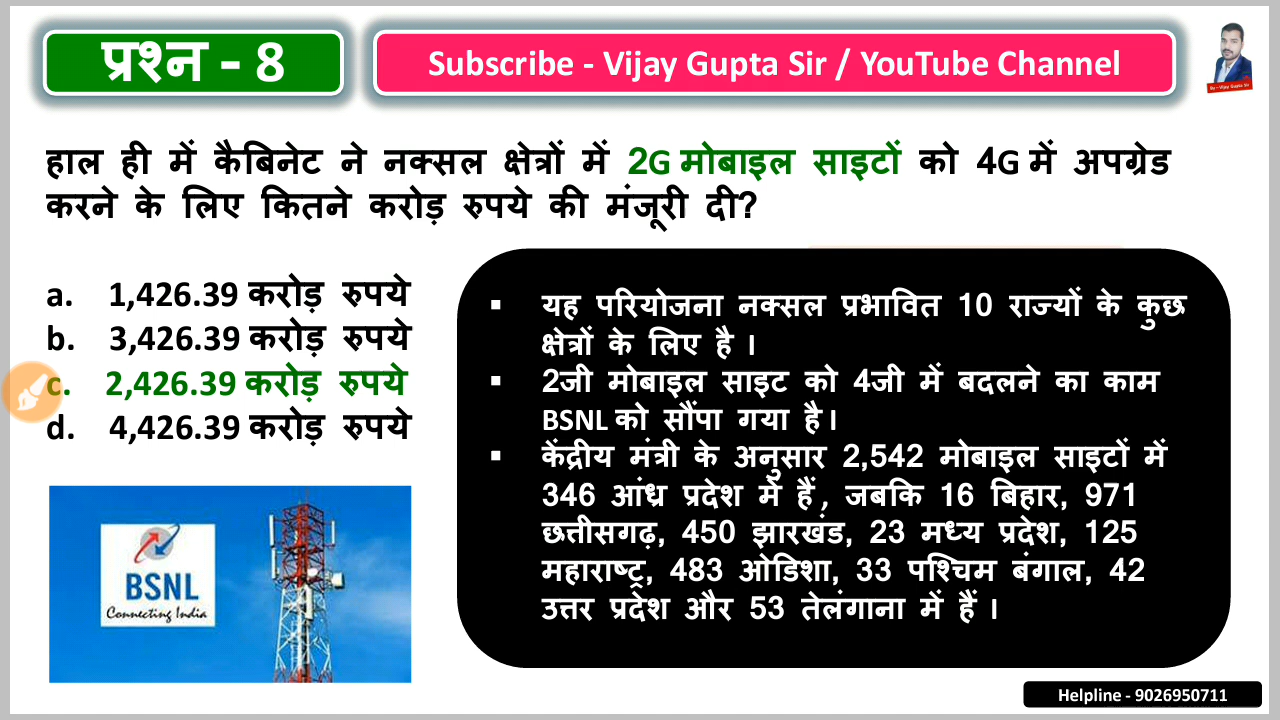 प्रश्न - 8
Subscribe - Vijay Gupta Sir / YouTube Channel
By - Vijay Gupta Sir
हाल ही में कैबिनेट ने नक्सल क्षेत्रों में 2G मोबाइल साइटों को 4G में अपग्रेड
करने के लिए कितने करोड़ रुपये की मंजूरी दी?
a. 1,426.39 करोड़ रुपये
b. 3,426.39 करोड़ रुपये
c. 2,426.39 करोड़ रुपये
d. 4,426.39 करोड़ रुपये
▪ यह परियोजना नक्सल प्रभावित 10 राज्यों के कुछ
क्षेत्रों के लिए है ।
▪ 2जी मोबाइल साइट को 4जी में बदलने का काम
BSNL को सौंपा गया है ।
▪ केंद्रीय मंत्री के अनुसार 2,542 मोबाइल साइटों में
346 आंध्र प्रदेश में हैं, जबकि 16 बिहार, 971
छत्तीसगढ़, 450 झारखंड, 23 मध्य प्रदेश, 125
महाराष्ट्र, 483 ओडिशा, 33 पश्चिम बंगाल, 42
उत्तर प्रदेश और 53 तेलंगाना में हैं ।
BSNL
Connecting India
Helpline - 9026950711